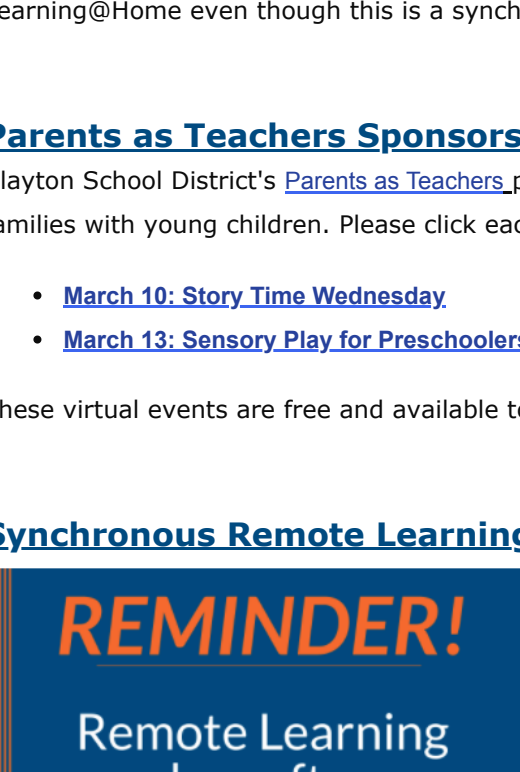 earning@Home even though this is a synch
Parents as Teachers Sponsors
layton School District's Parents as Teachers p
amilies with young children. Please click eac
• March 10: Story Time Wednesday
• March 13: Sensory Play for Preschoolers
hese virtual events are free and available to
Synchronous Remote Learning
REMINDER!
Remote Learning